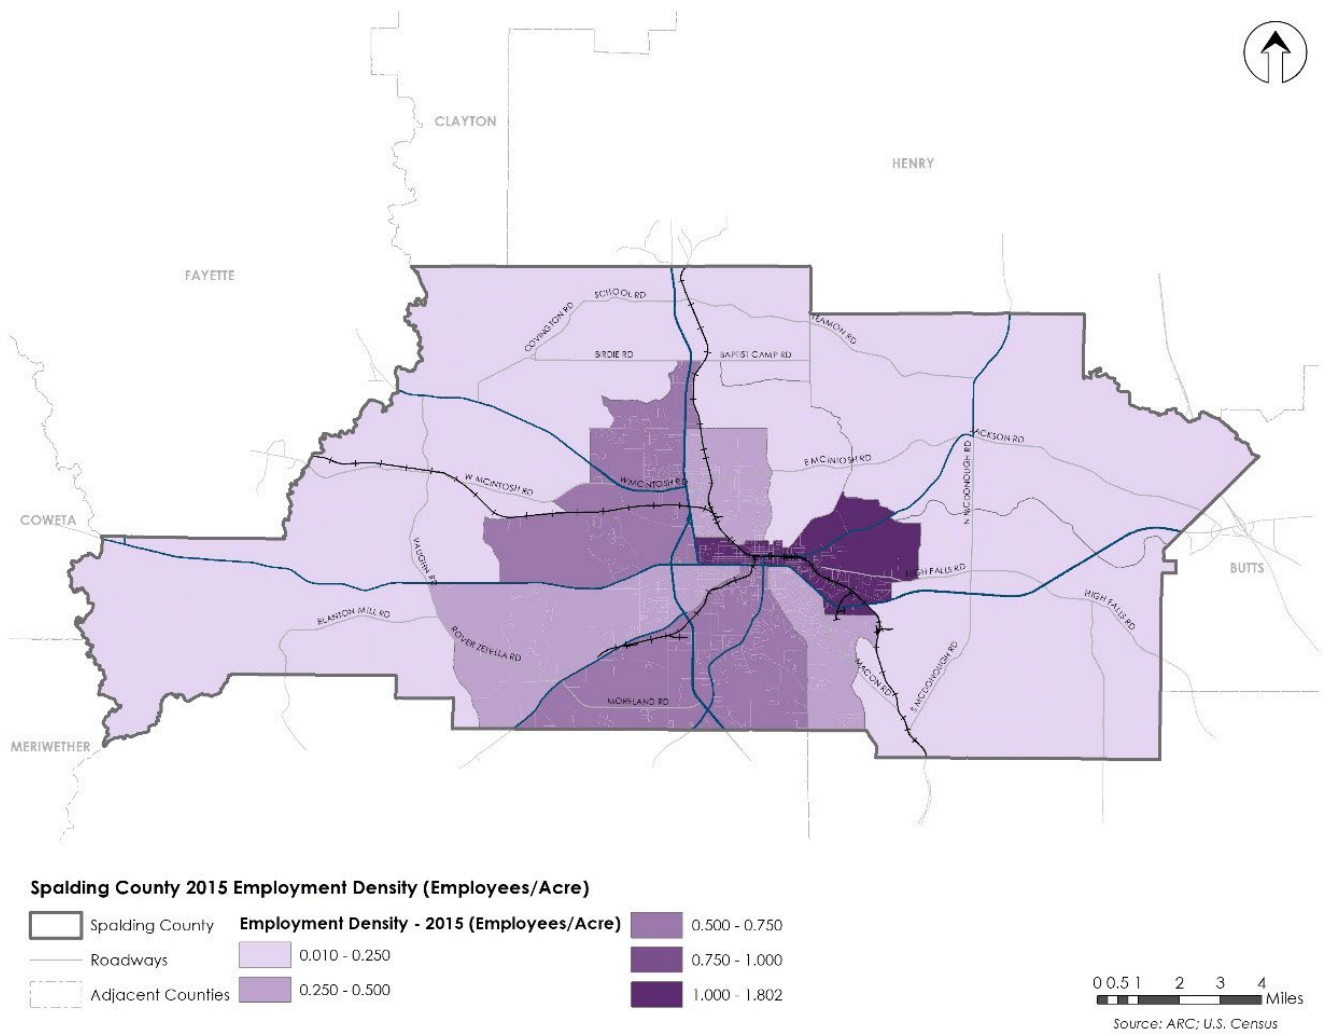 CLAYTON
HENRY
FAYETTE
SCHOOL RD
COVINGTON RD
TEAMON RD
BIRDIE RD
BAPTIST CAMP RD
JACKSON RD
E MCINTOSH RD
W MCINTOSH RD
W MCINTOSH RD
N MCDONOUGH RD
COWETA
VAUGHN RD
HIGH FALLS RD
BUTTS
HIGH FALLS RD
BLANTON MILL RD
ROVER ZETELLA RD
MACON RD
S MCDONOUGH RD
MORELAND RD
MERIWETHER
Spalding County 2015 Employment Density (Employees/Acre)
Spalding County
Roadways
Adjacent Counties
Employment Density - 2015 (Employees/Acre)
0.010 - 0.250
0.250 - 0.500
0.500 - 0.750
0.750 - 1.000
1.000 - 1.802
0 0.5 1 2 3 4
Miles
Source: ARC; U.S. Census